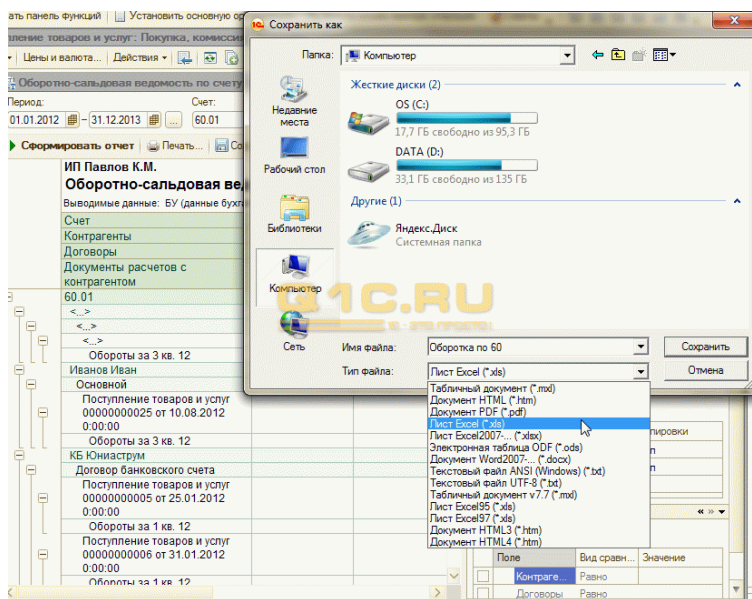 ать панель функций Установить основную ор
пление товаров и услуг: Покупка, комиссия
Цены и валюта... Действия
Оборотно-сальдовая ведомость по счету
Период: Счет:
01.01.2012 - 31.12.2013 ... 60.01
Сформировать отчет Печать... Со
ИП Павлов К.М.
Оборотно-сальдовая ве
Выводимые данные: БУ (данные бухг
Счет
Контрагенты
Договоры
Документы расчетов с
контрагентом
60.01
<...>
<...>
<...>
Обороты за 3 кв. 12
Иванов Иван
Основной
Поступление товаров и услуг
00000000025 от 10.08.2012
0:00:00
Обороты за 3 кв. 12
КБ Юниаструм
Договор банковского счета
Поступление товаров и услуг
00000000005 от 25.01.2012
0:00:00
Обороты за 1 кв. 12
Поступление товаров и услуг
00000000006 от 31.01.2012
0:00:00
Обороты за 1 кв. 12
Сохранить как
Папка: Компьютер
Недавние
места
Рабочий стол
Библиотеки
Компьютер
Сеть
Жесткие диски (2)
OS (C:)
17,7 ГБ свободно из 95,3 ГБ
DATA (D:)
33,1 ГБ свободно из 135 ГБ
Другие (1)
Яндекс.Диск
Системная папка
Q1C.RU
1С - ЭТО ПРОСТО!
Имя файла: Оборотка по 60 Сохранить
Тип файла: Лист Excel (*.xls) Отмена
Табличный документ (*.mxl)
Документ HTML (*.htm)
Документ PDF (*.pdf)
Лист Excel (*.xls)
Лист Excel2007-... (*.xlsx)
Электронная таблица ODF (*.ods)
Документ Word2007-... (*.docx)
Текстовый файл ANSI (Windows) (*.txt)
Текстовый файл UTF-8 (*.txt)
Табличный документ v7.7 (*.mxl)
Лист Excel95 (*.xls)
Лист Excel97 (*.xls)
Документ HTML3 (*.htm)
Документ HTML4 (*.htm)
пировки
Поле Вид сравн... Значение
Контраге... Равно
Договоры Равно